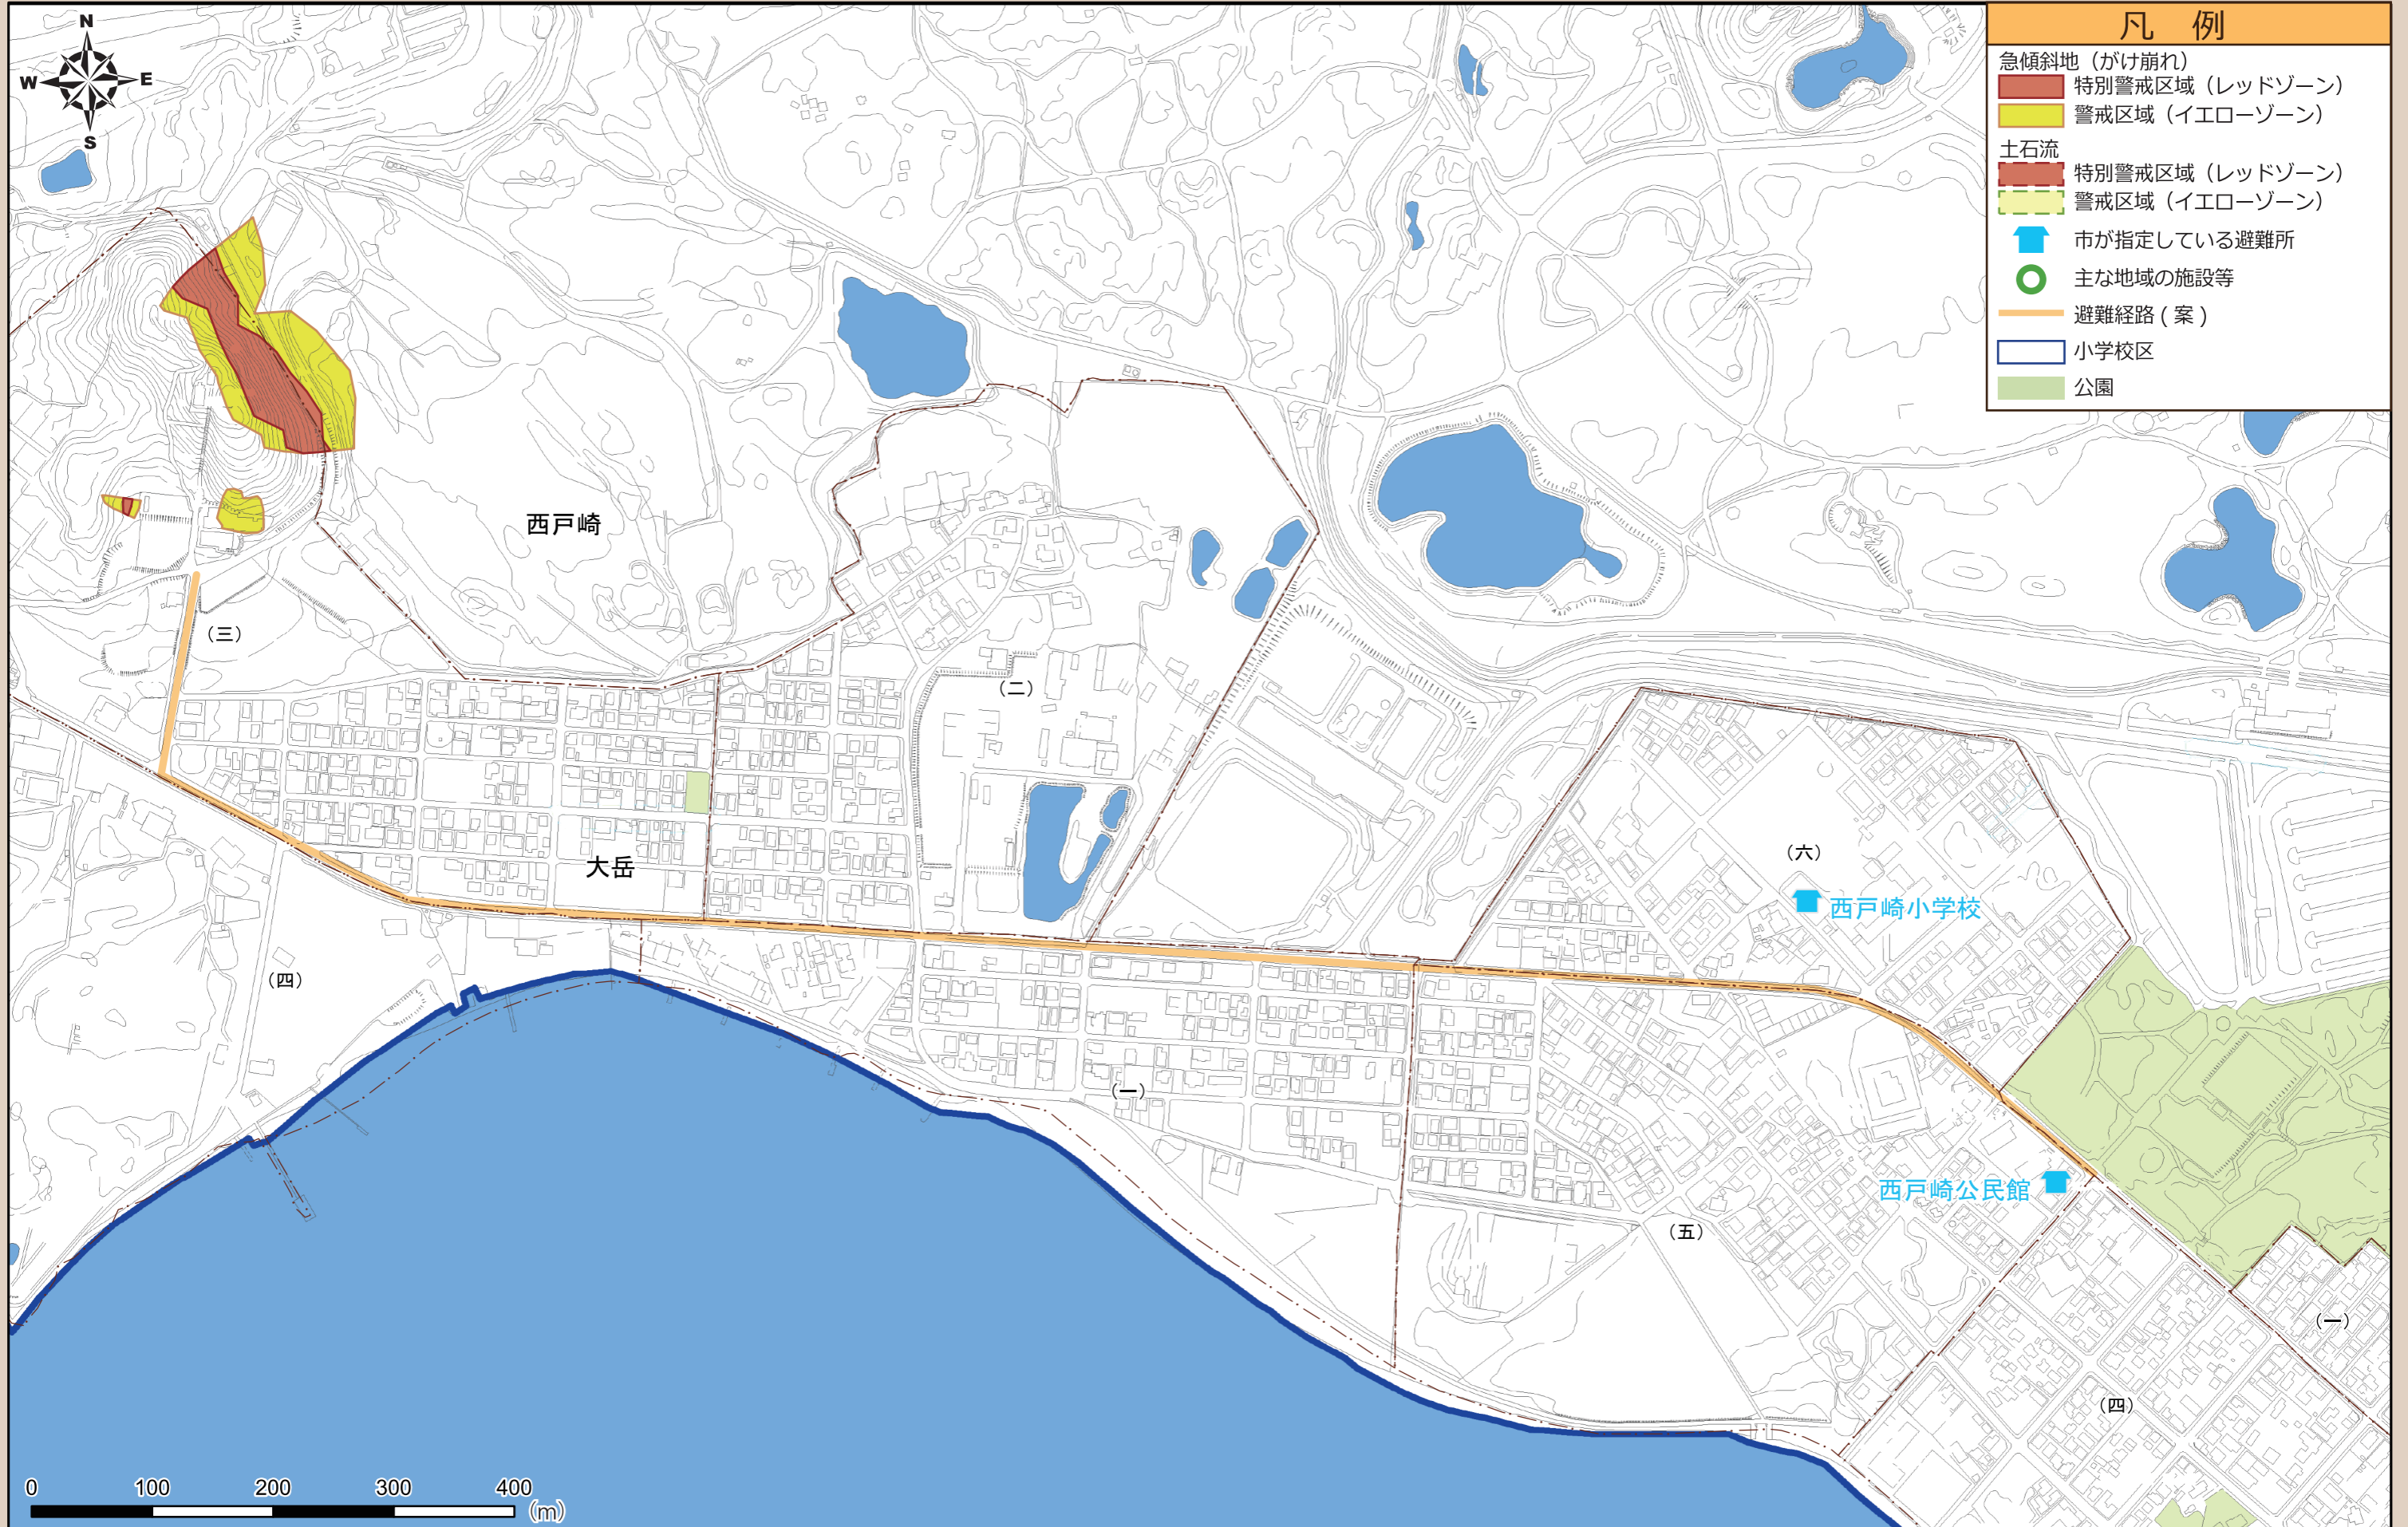 N
W
E
S
凡 例
急傾斜地（がけ崩れ）
特別警戒区域（レッドゾーン）
警戒区域（イエローゾーン）
土石流
特別警戒区域（レッドゾーン）
警戒区域（イエローゾーン）
市が指定している避難所
主な地域の施設等
避難経路 ( 案 )
小学校区
公園
西戸崎
（三）
（二）
（六）
大岳
西戸崎小学校
（四）
（一）
西戸崎公民館
（五）
（一）
（四）
0 100 200 300 400
(m)